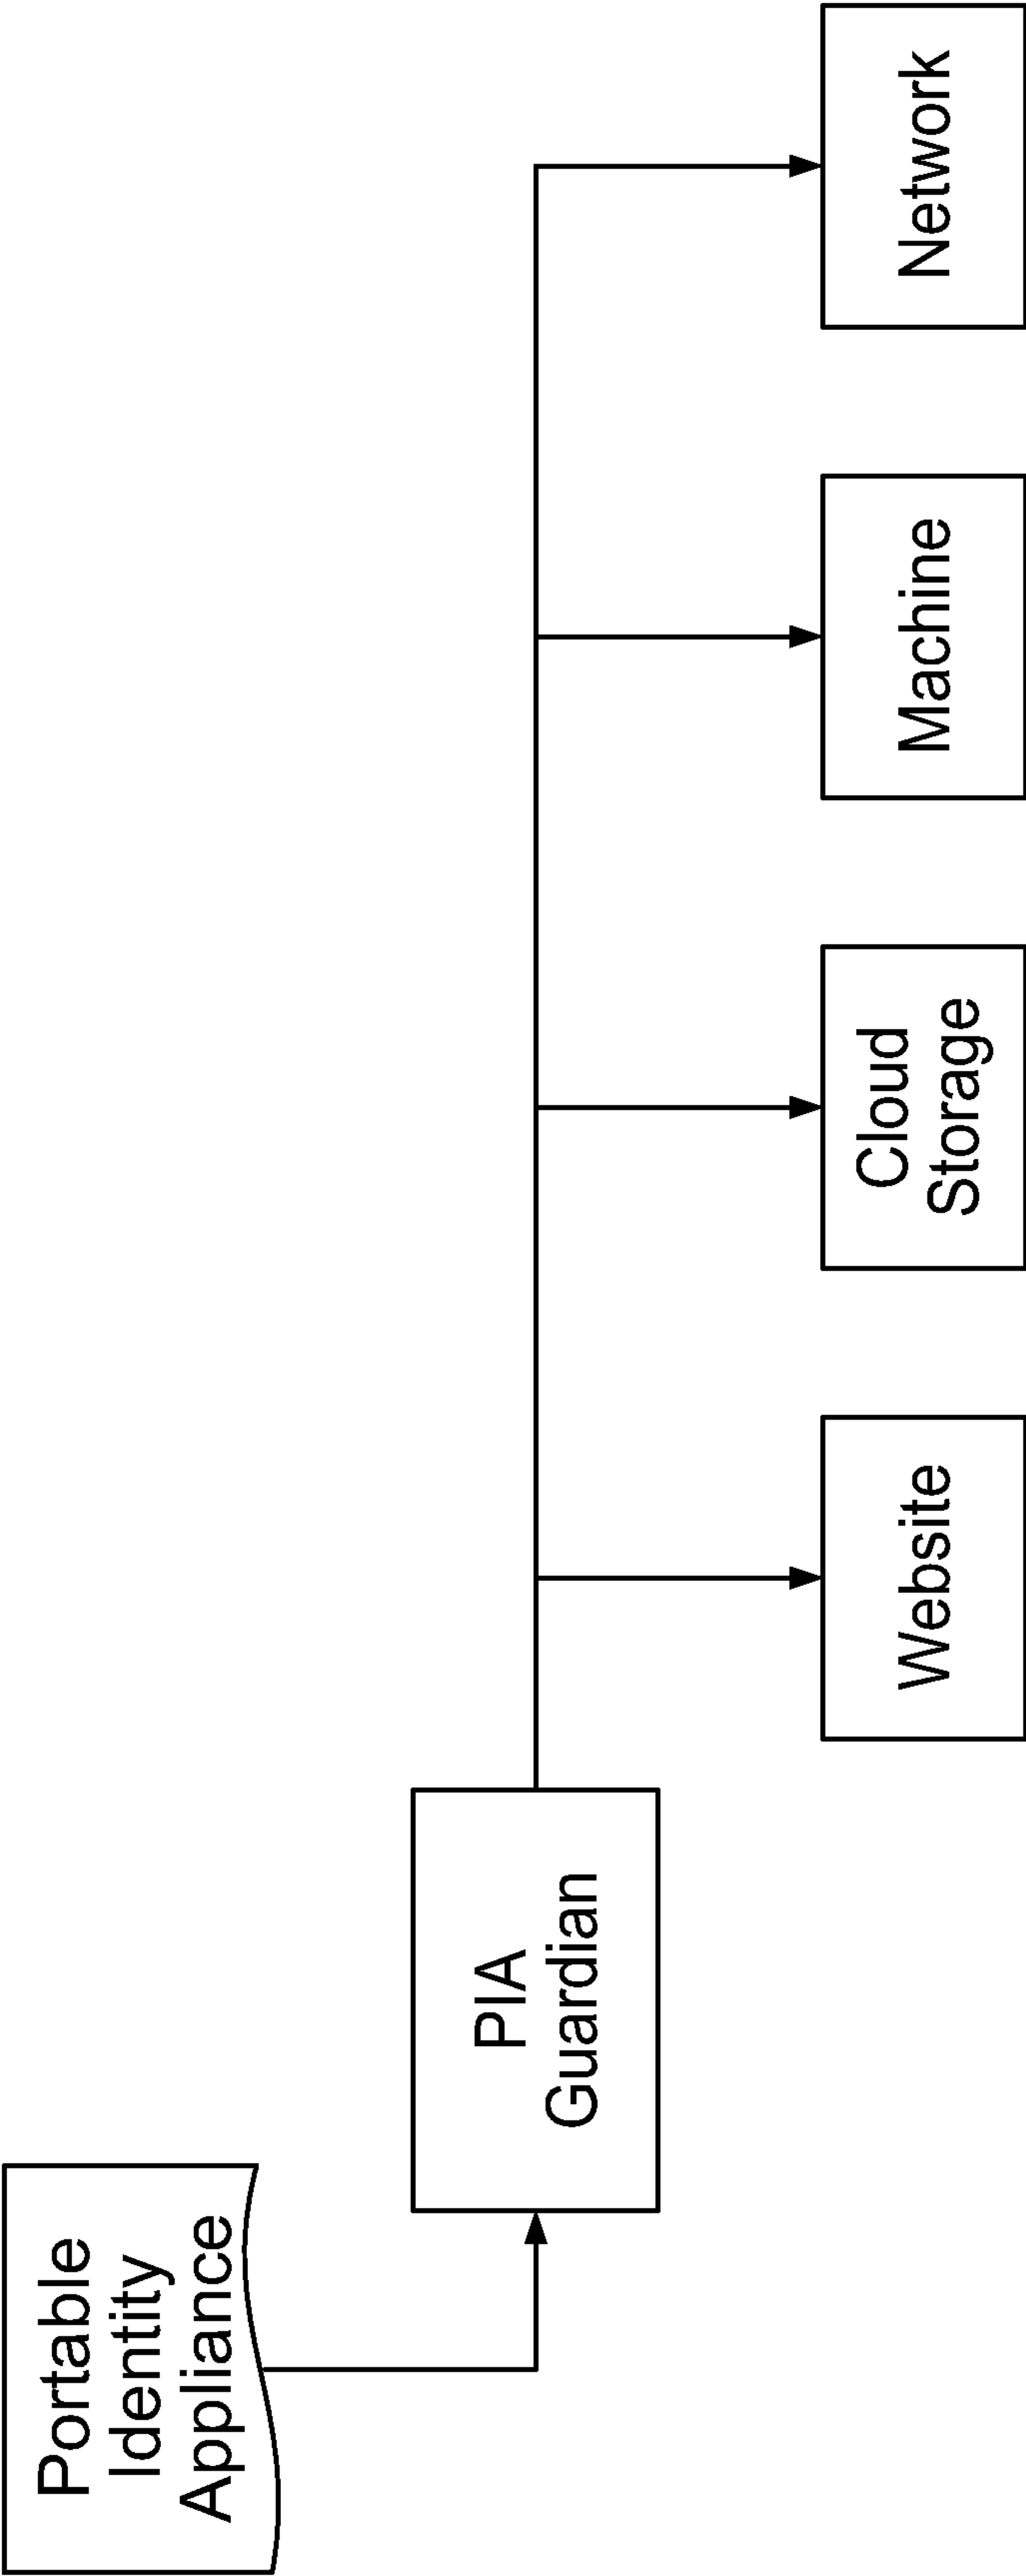 Portable
Identity
Appliance
PIA
Guardian
Website
Cloud
Storage
Machine
Network